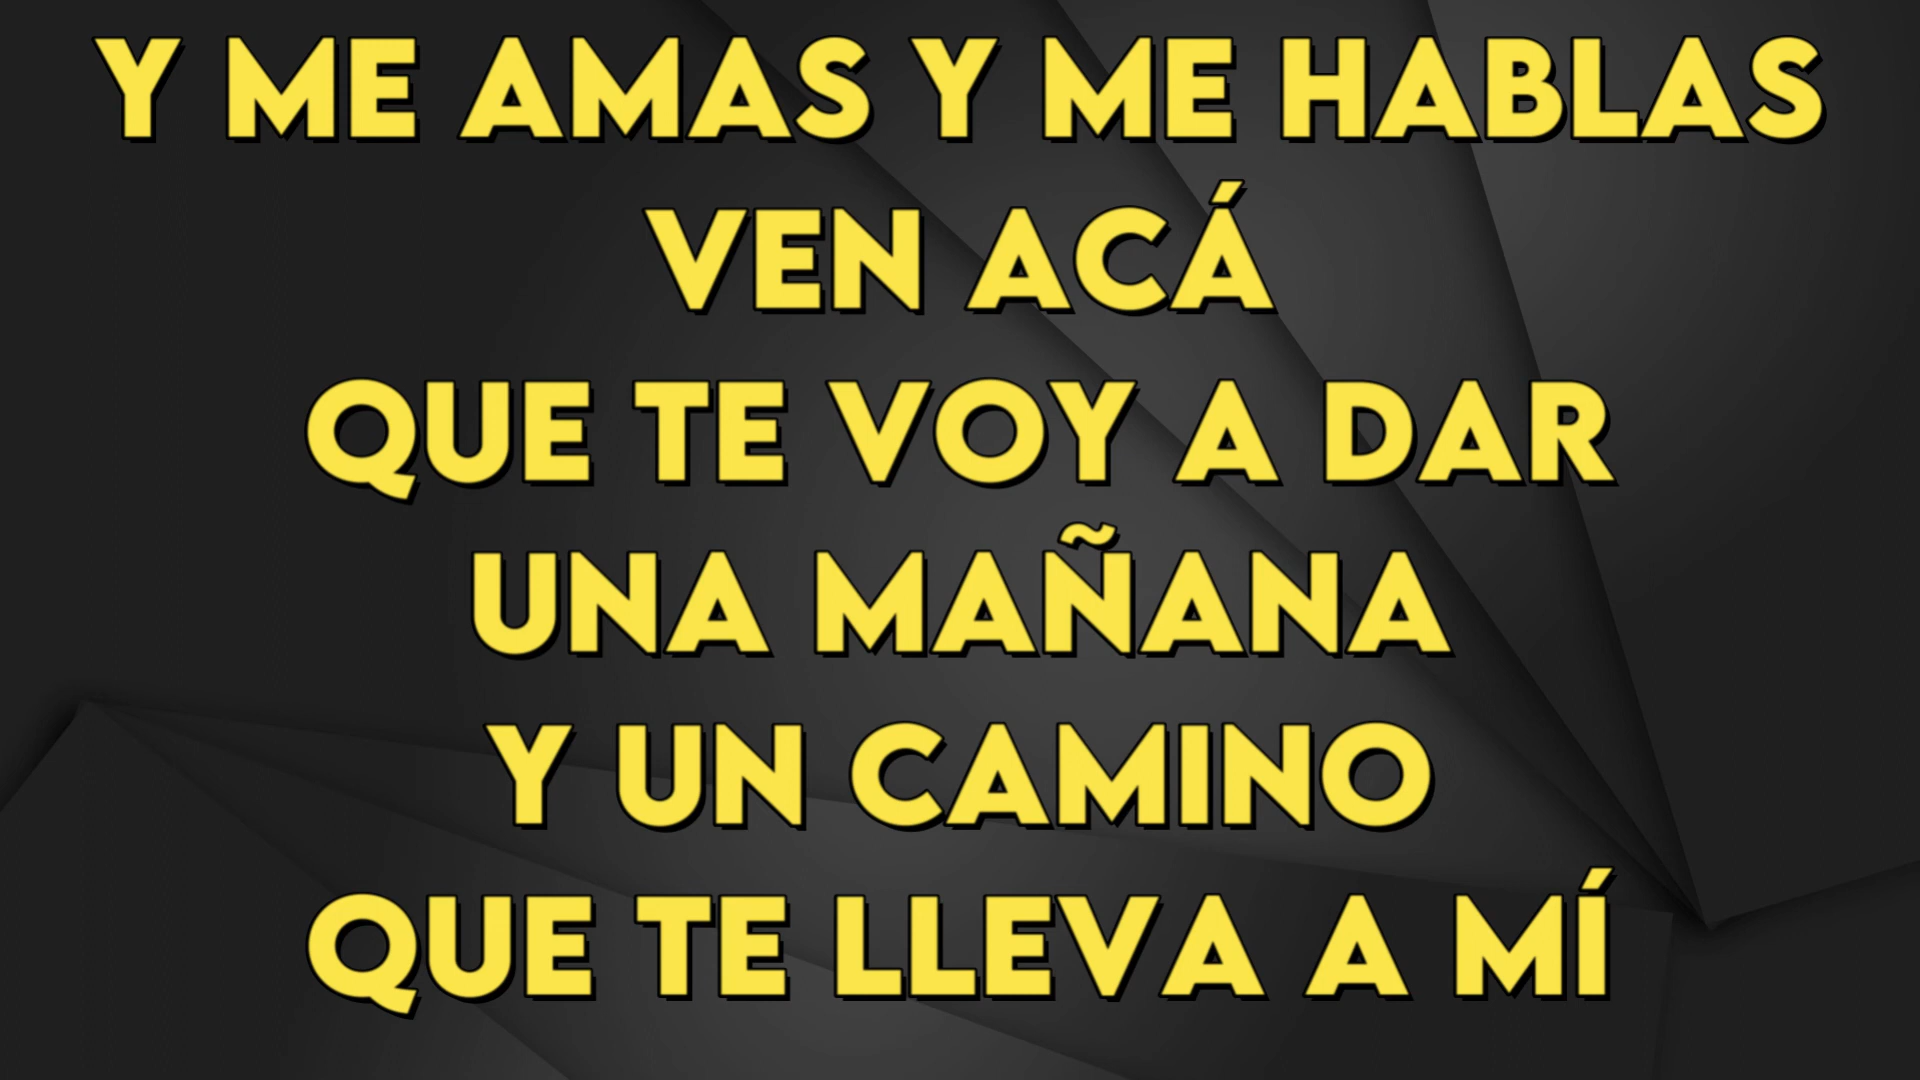 Y ME AMAS Y ME HABLAS
VEN ACÁ
QUE TE VOY A DAR
UNA MAÑANA
Y UN CAMINO
QUE TE LLEVA A MÍ